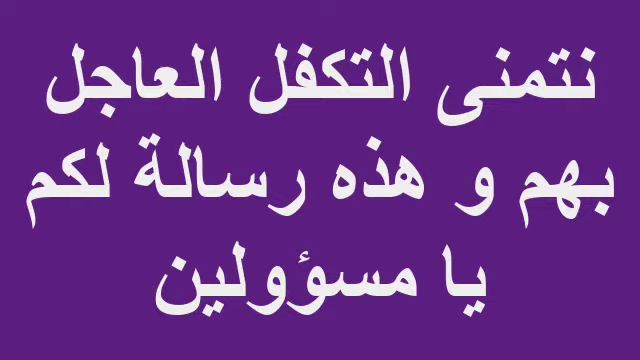 نتمنى التكفل العاجل
بهم و هذه رسالة لكم
يا مسؤولين